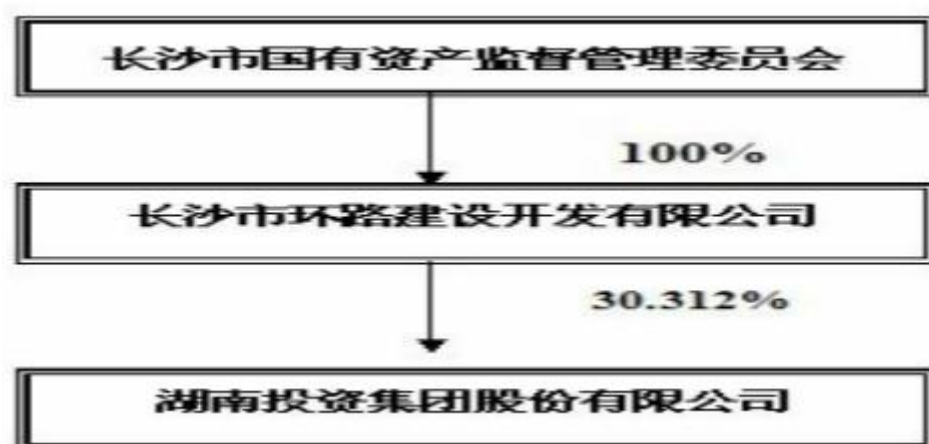 长沙市国有资产监督管理委员会
100%
长沙市环路建设开发有限公司
30.312%
湖南投资集团股份有限公司